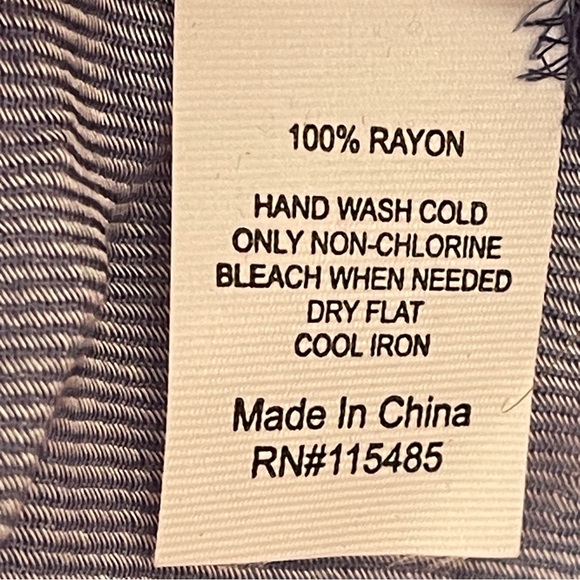 100% RAYON
HAND WASH COLD
ONLY NON-CHLORINE
BLEACH WHEN NEEDED
DRY FLAT
COOL IRON
Made In China
RN#115485